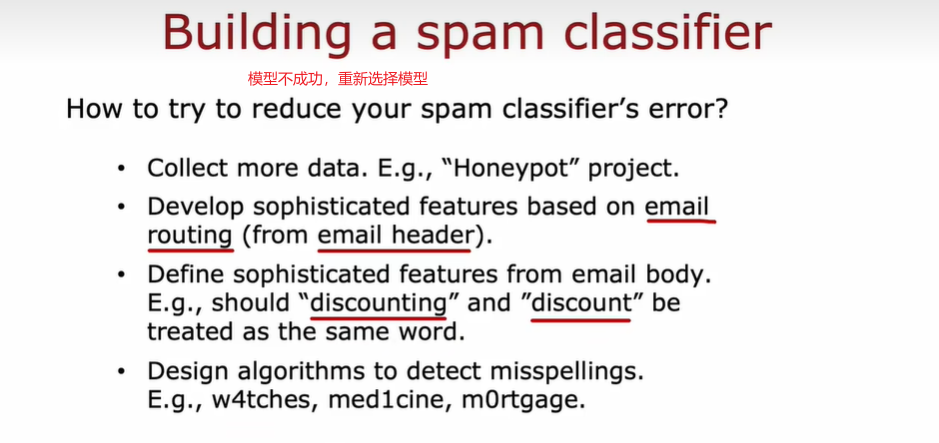 Building a spam classifier
模型不成功，重新选择模型
How to try to reduce your spam classifier's error?
• Collect more data. E.g., “Honeypot” project.
• Develop sophisticated features based on email
routing (from email header).
• Define sophisticated features from email body.
E.g., should “discounting” and ”discount” be
treated as the same word.
• Design algorithms to detect misspellings.
E.g., w4tches, med1cine, m0rtgage.